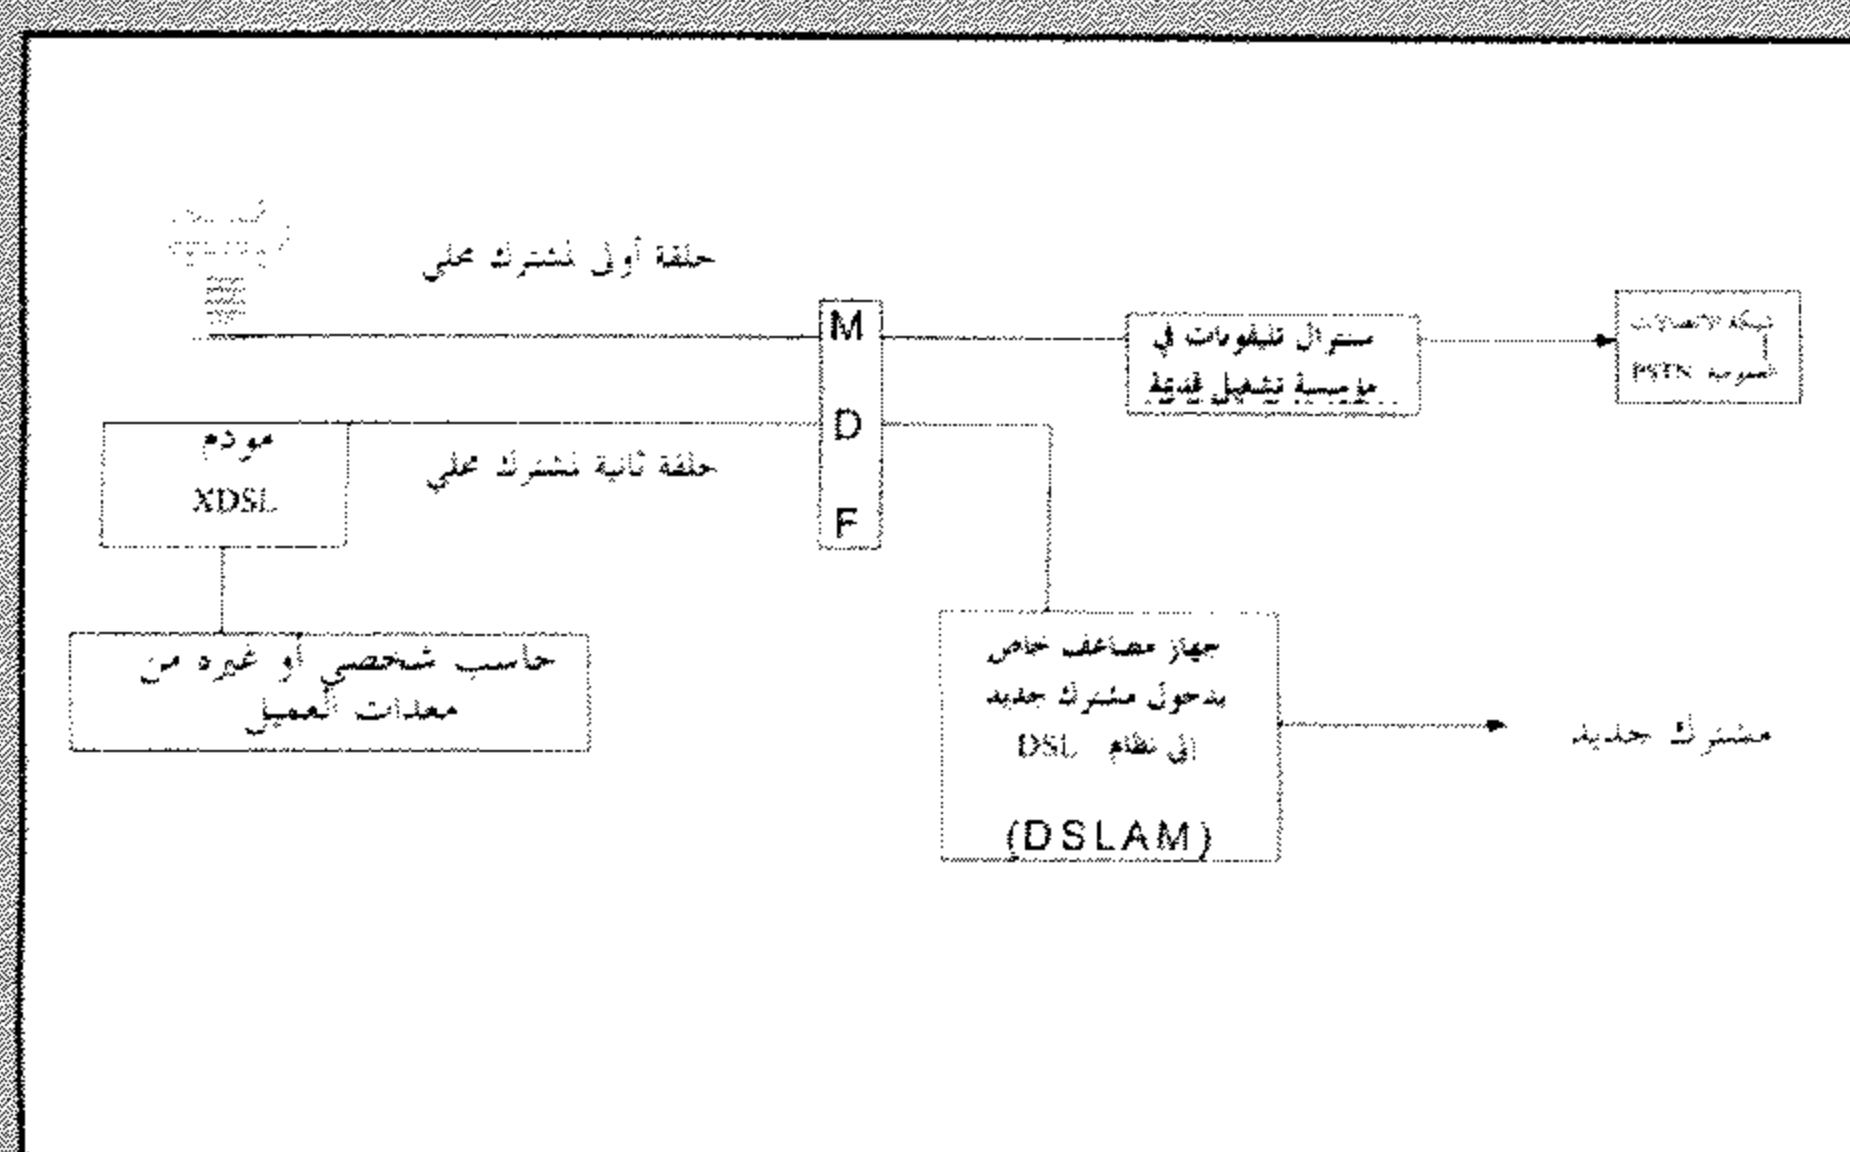 حلقة أولى لمشترك محلي
M
D
F
سنترال تليفونات في
مؤسسة تشغيل قديمة
شبكة الاتصالات
العمومية PSTN
مودم
XDSL
حلقة ثانية لمشترك محلي
حاسب شخصي أو غيره من
معدات العميل
جهاز مضاعف خاص
بدخول مشترك جديد
إلى نظام DSL
(DSLAM)
مشترك جديد